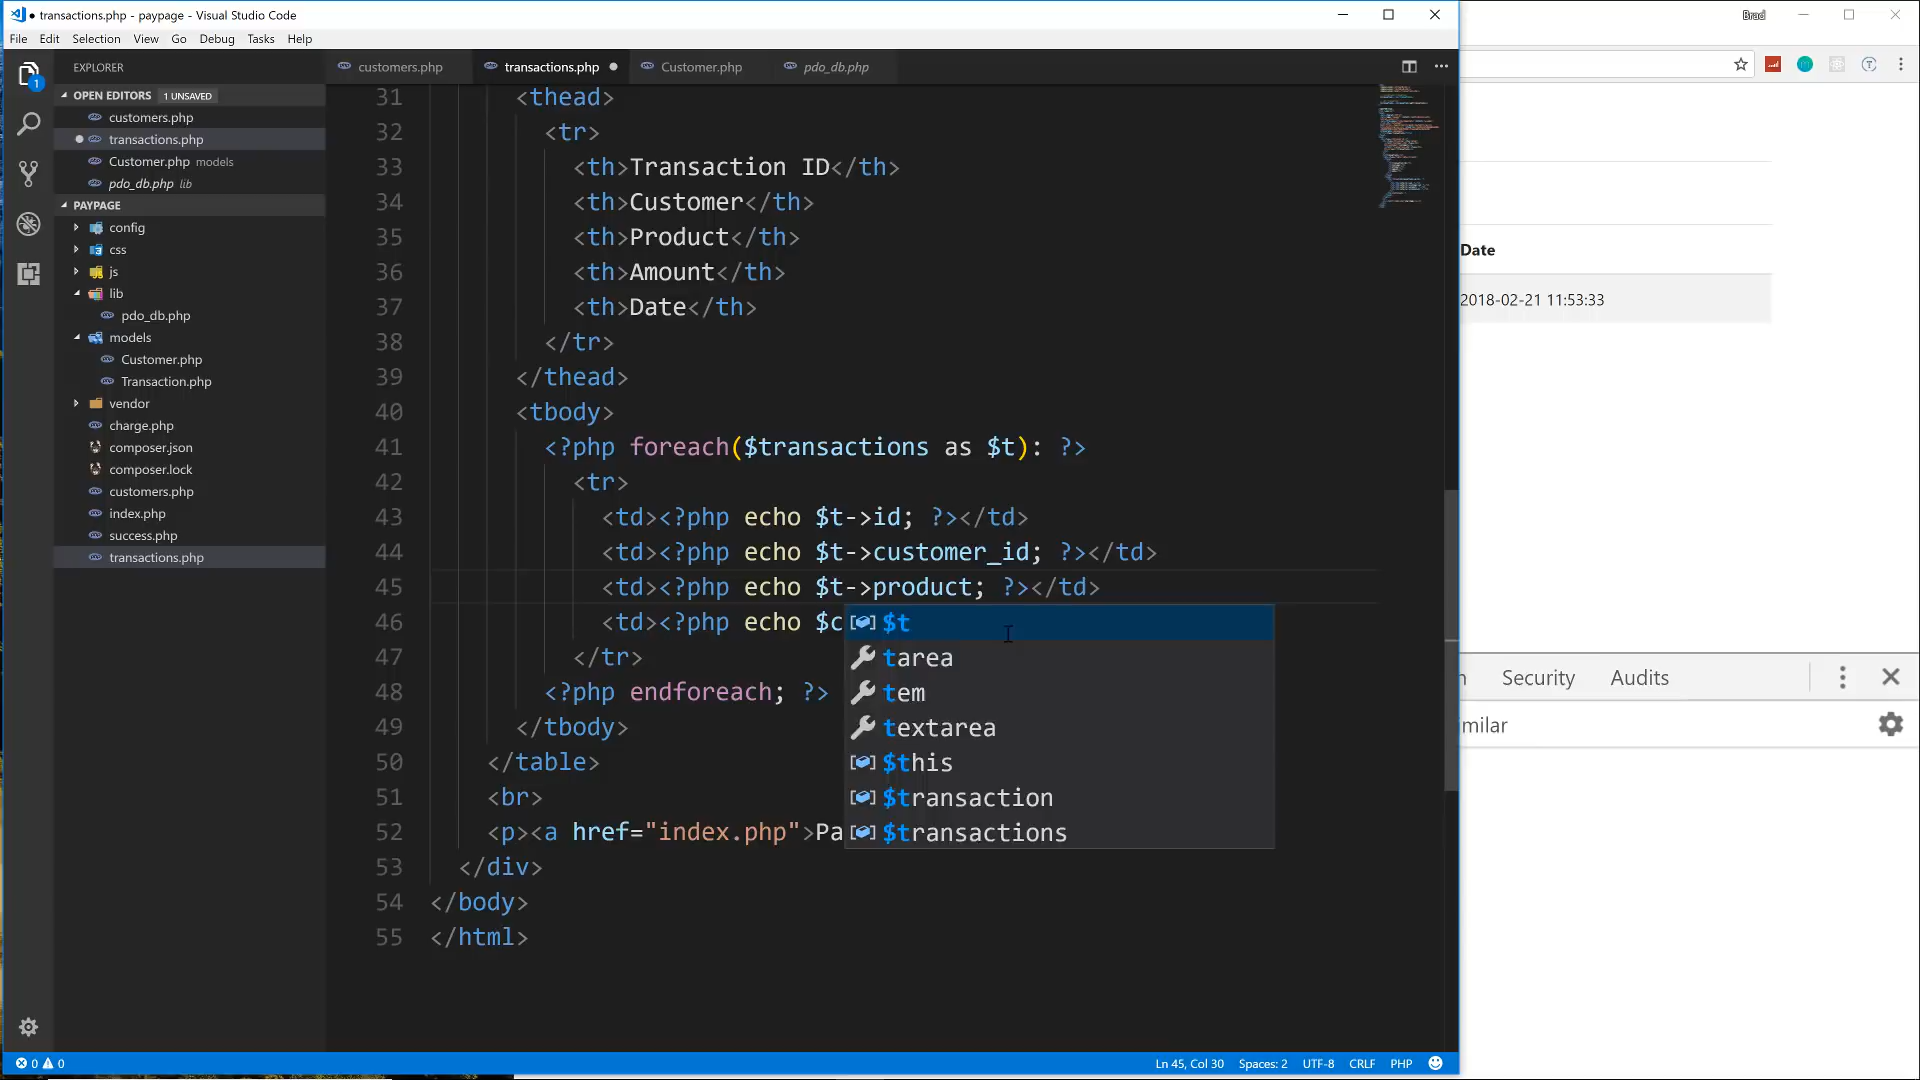 transactions.php - paypage - Visual Studio Code
File Edit Selection View Go Debug Tasks Help
Brad
EXPLORER
OPEN EDITORS 1 UNSAVED
customers.php
transactions.php
Customer.php models
pdo_db.php lib
PAYPAGE
config
css
js
lib
pdo_db.php
models
Customer.php
Transaction.php
vendor
charge.php
composer.json
composer.lock
customers.php
index.php
success.php
transactions.php
1
customers.php transactions.php Customer.php pdo_db.php
31 <thead>
32 <tr>
33 <th>Transaction ID</th>
34 <th>Customer</th>
35 <th>Product</th>
36 <th>Amount</th>
37 <th>Date</th>
38 </tr>
39 </thead>
40 <tbody>
41 <?php foreach($transactions as $t): ?>
42 <tr>
43 <td><?php echo $t->id; ?></td>
44 <td><?php echo $t->customer_id; ?></td>
45 <td><?php echo $t->product; ?></td>
46 <td><?php echo $c
47 </tr>
48 <?php endforeach; ?>
49 </tbody>
50 </table>
51 <br>
52 <p><a href="index.php">Pa
53 </div>
54 </body>
55 </html>
$t
tarea
tem
textarea
$this
$transaction
$transactions
Date
2018-02-21 11:53:33
Security Audits
milar
0 0
Ln 45, Col 30 Spaces: 2 UTF-8 CRLF PHP